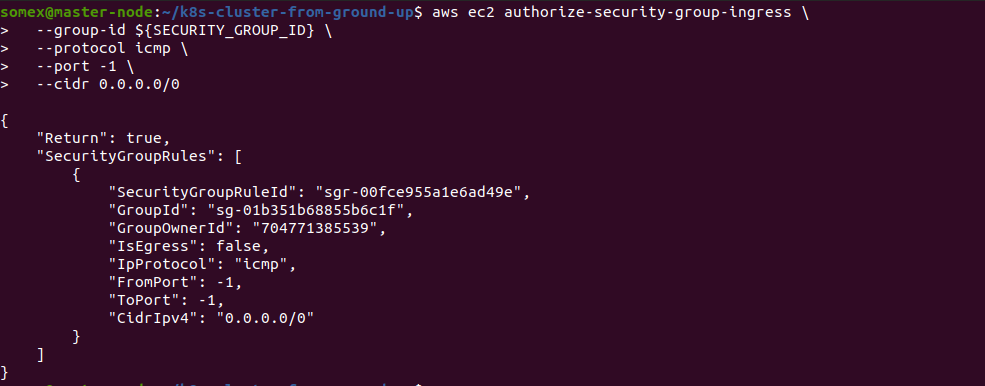 somex@master-node:~/k8s-cluster-from-ground-up$ aws ec2 authorize-security-group-ingress \
>   --group-id ${SECURITY_GROUP_ID} \
>   --protocol icmp \
>   --port -1 \
>   --cidr 0.0.0.0/0
{
    "Return": true,
    "SecurityGroupRules": [
        {
            "SecurityGroupRuleId": "sgr-00fce955a1e6ad49e",
            "GroupId": "sg-01b351b68855b6c1f",
            "GroupOwnerId": "704771385539",
            "IsEgress": false,
            "IpProtocol": "icmp",
            "FromPort": -1,
            "ToPort": -1,
            "CidrIpv4": "0.0.0.0/0"
        }
    ]
}